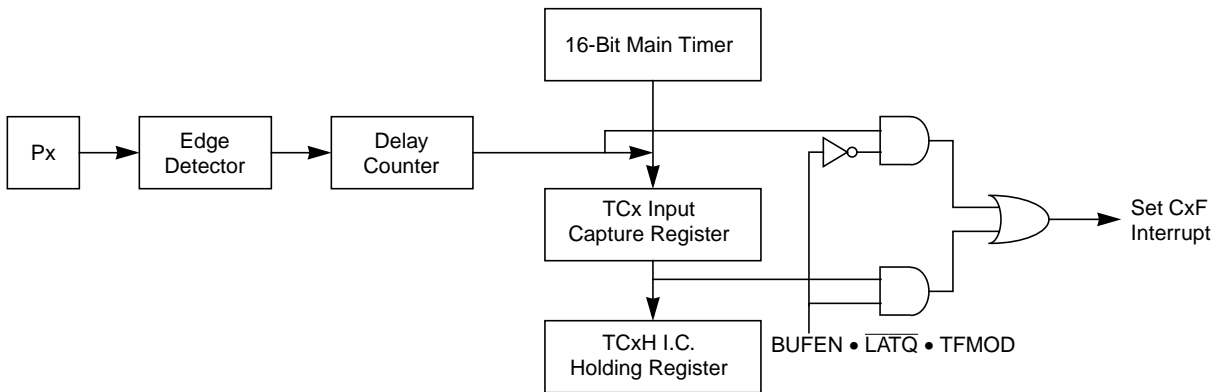 16-Bit Main Timer
Px
Edge
Detector
Delay
Counter
TCx Input
Capture Register
Set CxF
Interrupt
TCxH I.C.
Holding Register
BUFEN • L̅A̅T̅Q̅ • TFMOD